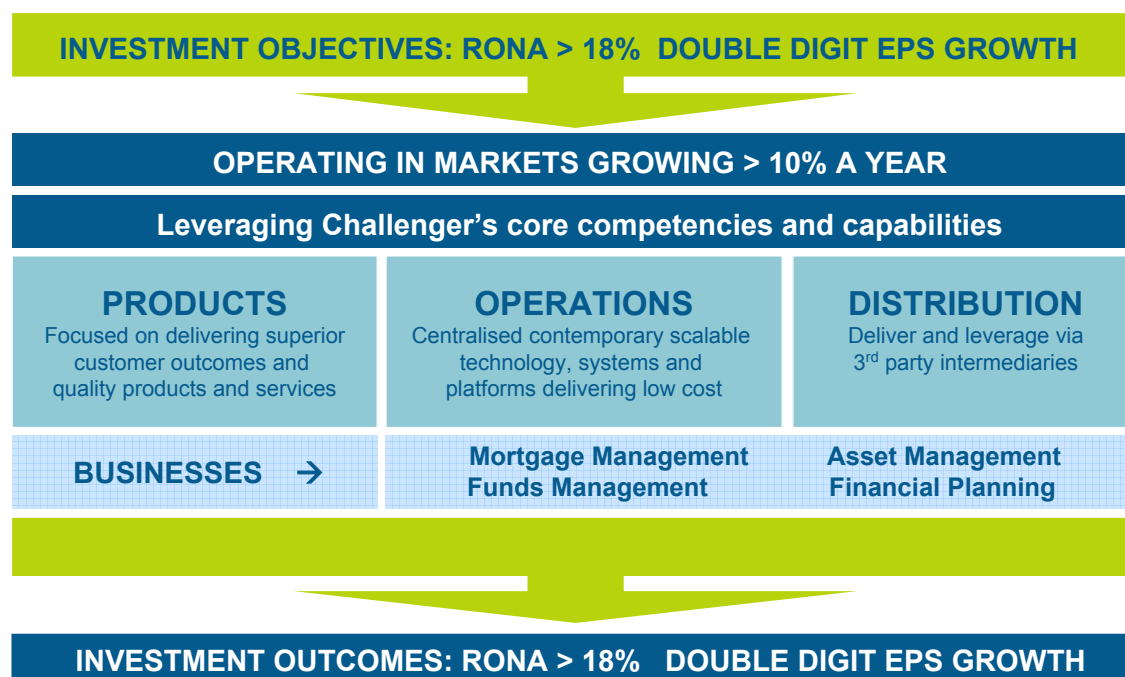 INVESTMENT OBJECTIVES: RONA > 18% DOUBLE DIGIT EPS GROWTH
OPERATING IN MARKETS GROWING > 10% A YEAR
Leveraging Challenger’s core competencies and capabilities
PRODUCTS
Focused on delivering superior
customer outcomes and
quality products and services
OPERATIONS
Centralised contemporary scalable
technology, systems and
platforms delivering low cost
DISTRIBUTION
Deliver and leverage via
3rd party intermediaries
BUSINESSES →
Mortgage Management
Funds Management
Asset Management
Financial Planning
INVESTMENT OUTCOMES: RONA > 18% DOUBLE DIGIT EPS GROWTH